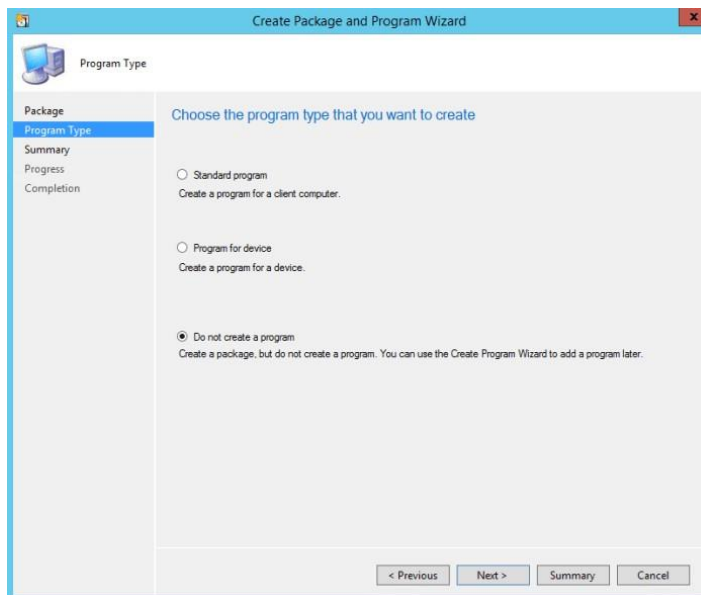 Create Package and Program Wizard
x
Program Type
Package
Program Type
Summary
Progress
Completion
Choose the program type that you want to create
Standard program
Create a program for a client computer.
Program for device
Create a program for a device.
Do not create a program
Create a package, but do not create a program. You can use the Create Program Wizard to add a program later.
< Previous
Next >
Summary
Cancel